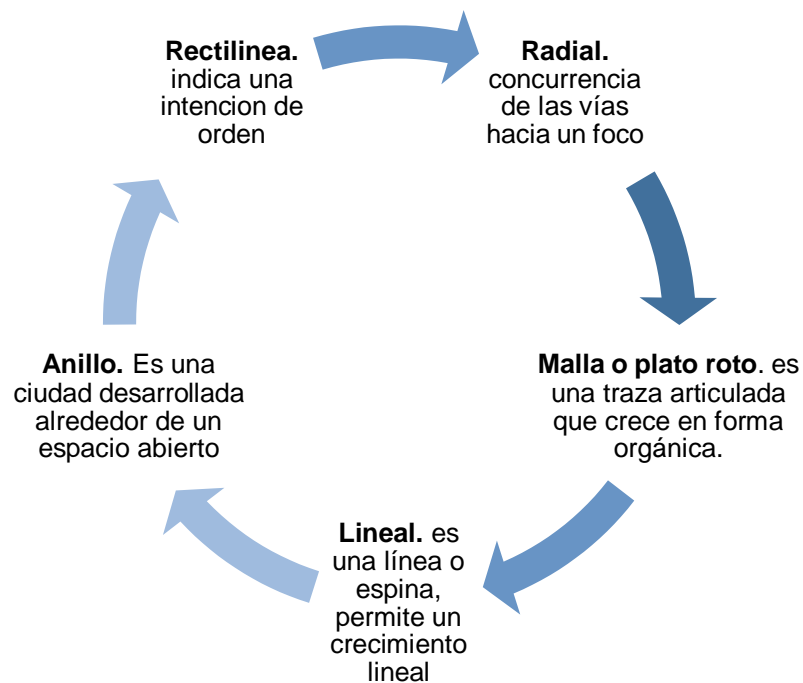 Rectilinea.
indica una
intencion de
orden
Radial.
concurrencia
de las vías
hacia un foco
Malla o plato roto. es
una traza articulada
que crece en forma
orgánica.
Lineal. es
una línea o
espina,
permite un
crecimiento
lineal
Anillo. Es una
ciudad desarrollada
alrededor de un
espacio abierto